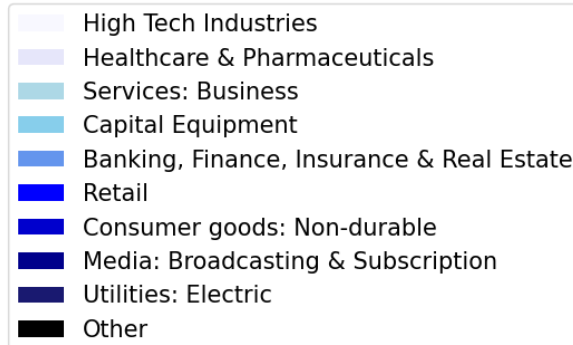 High Tech Industries
Healthcare & Pharmaceuticals
Services: Business
Capital Equipment
Banking, Finance, Insurance & Real Estate
Retail
Consumer goods: Non-durable
Media: Broadcasting & Subscription
Utilities: Electric
Other